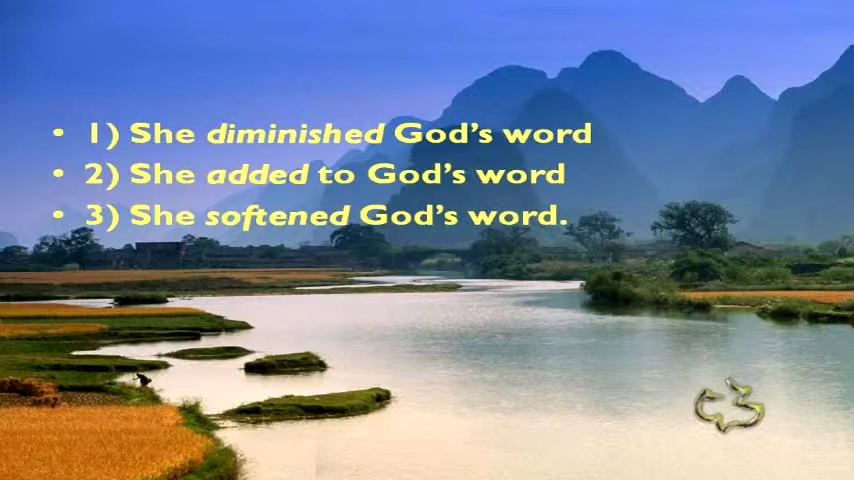 • 1) She diminished God's word
• 2) She added to God's word
• 3) She softened God's word.